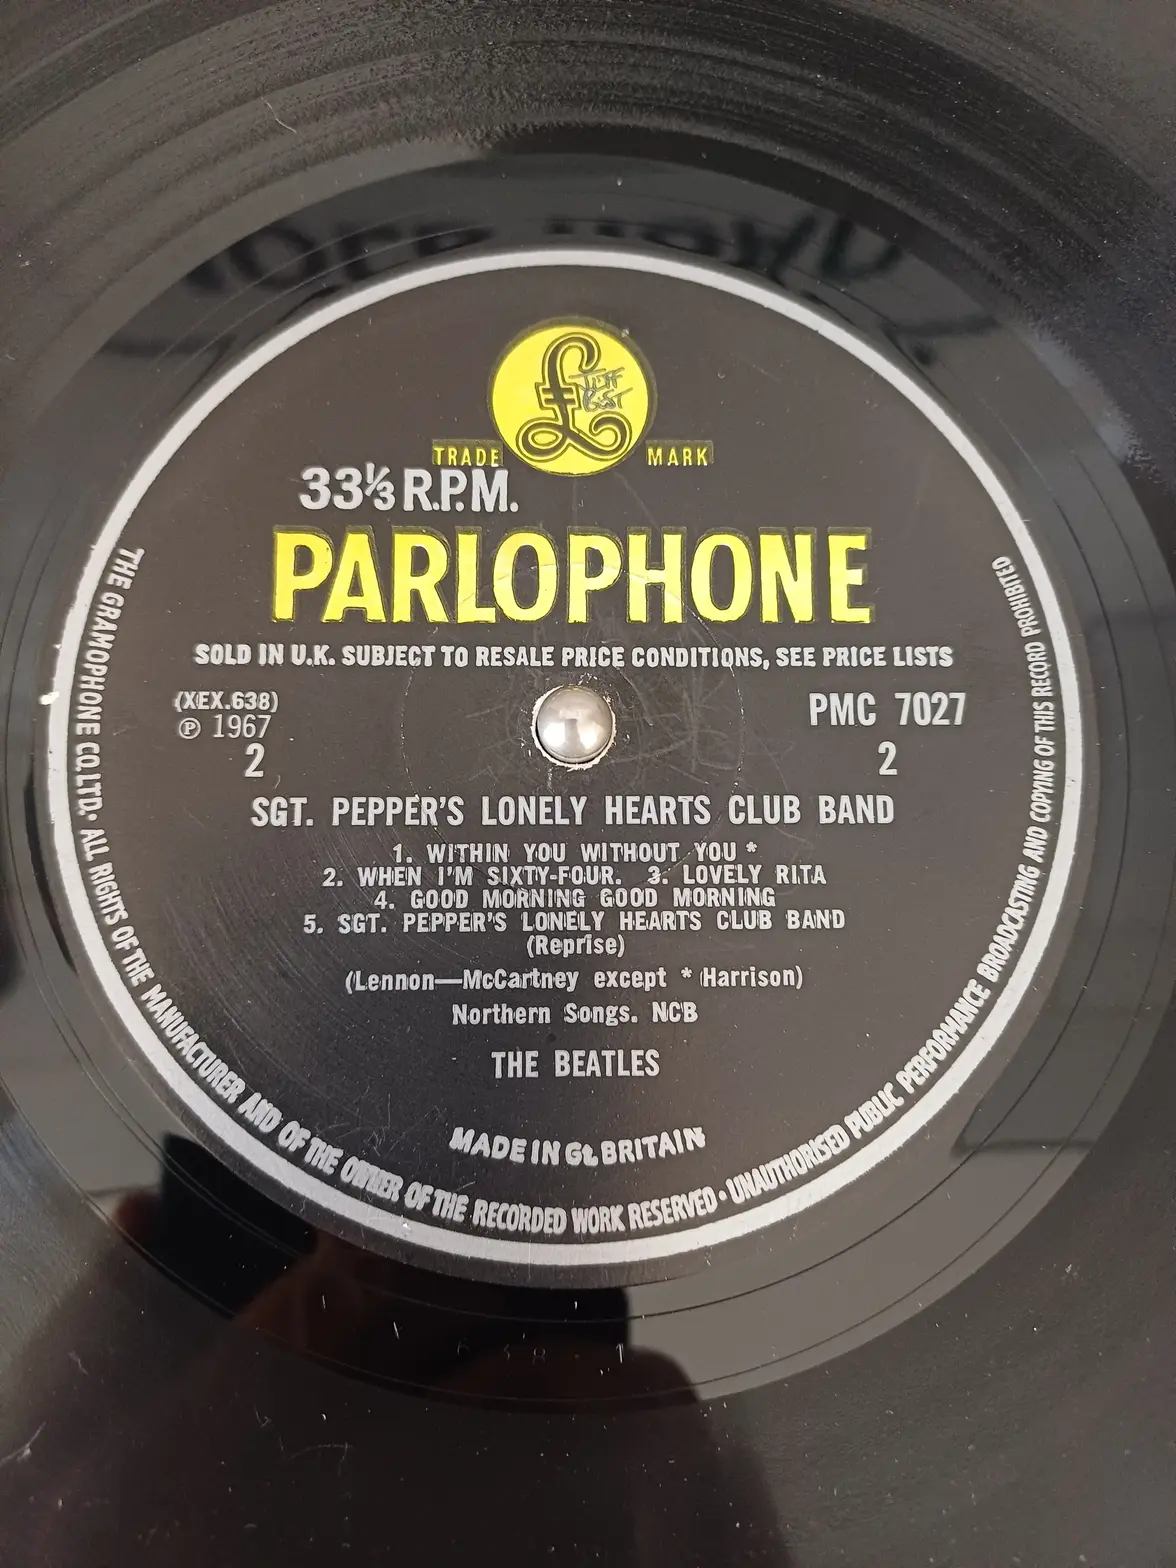 £
TRADE MARK
33⅓ R.P.M.
PARLOPHONE
SOLD IN U.K. SUBJECT TO RESALE PRICE CONDITIONS, SEE PRICE LISTS
(XEX.638) PMC 7027
℗ 1967
2 2
SGT. PEPPER'S LONELY HEARTS CLUB BAND
1. WITHIN YOU WITHOUT YOU *
2. WHEN I'M SIXTY-FOUR. 3. LOVELY RITA
4. GOOD MORNING GOOD MORNING
5. SGT. PEPPER'S LONELY HEARTS CLUB BAND
(Reprise)
(Lennon—McCartney except * Harrison)
Northern Songs. NCB
THE BEATLES
MADE IN Gt. BRITAIN
THE GRAMOPHONE CO. LTD. ALL RIGHTS OF THE MANUFACTURER AND OF THE OWNER OF THE RECORDED WORK RESERVED • UNAUTHORISED PUBLIC PERFORMANCE BROADCASTING AND COPYING OF THIS RECORD PROHIBITED